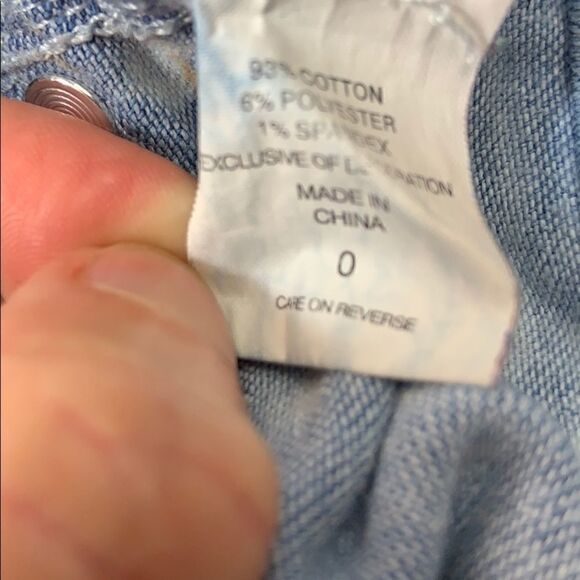 93% COTTON
6% POLYESTER
1% SPANDEX
EXCLUSIVE OF DECORATION
MADE IN
CHINA
0
CARE ON REVERSE